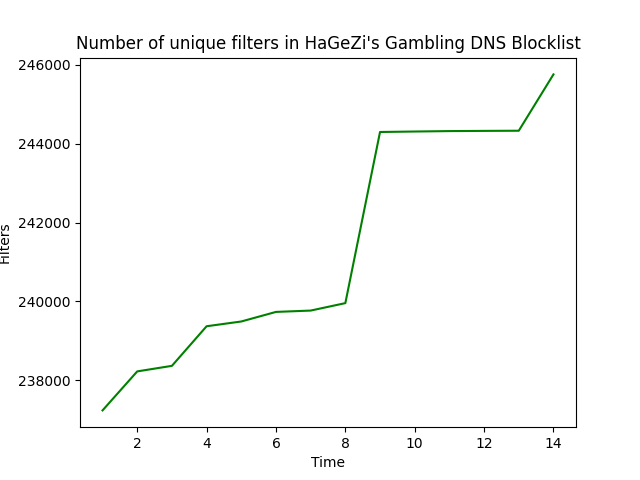 Number of unique filters in HaGeZi's Gambling DNS Blocklist
246000
244000
242000
240000
238000
Filters
2 4 6 8 10 12 14
Time